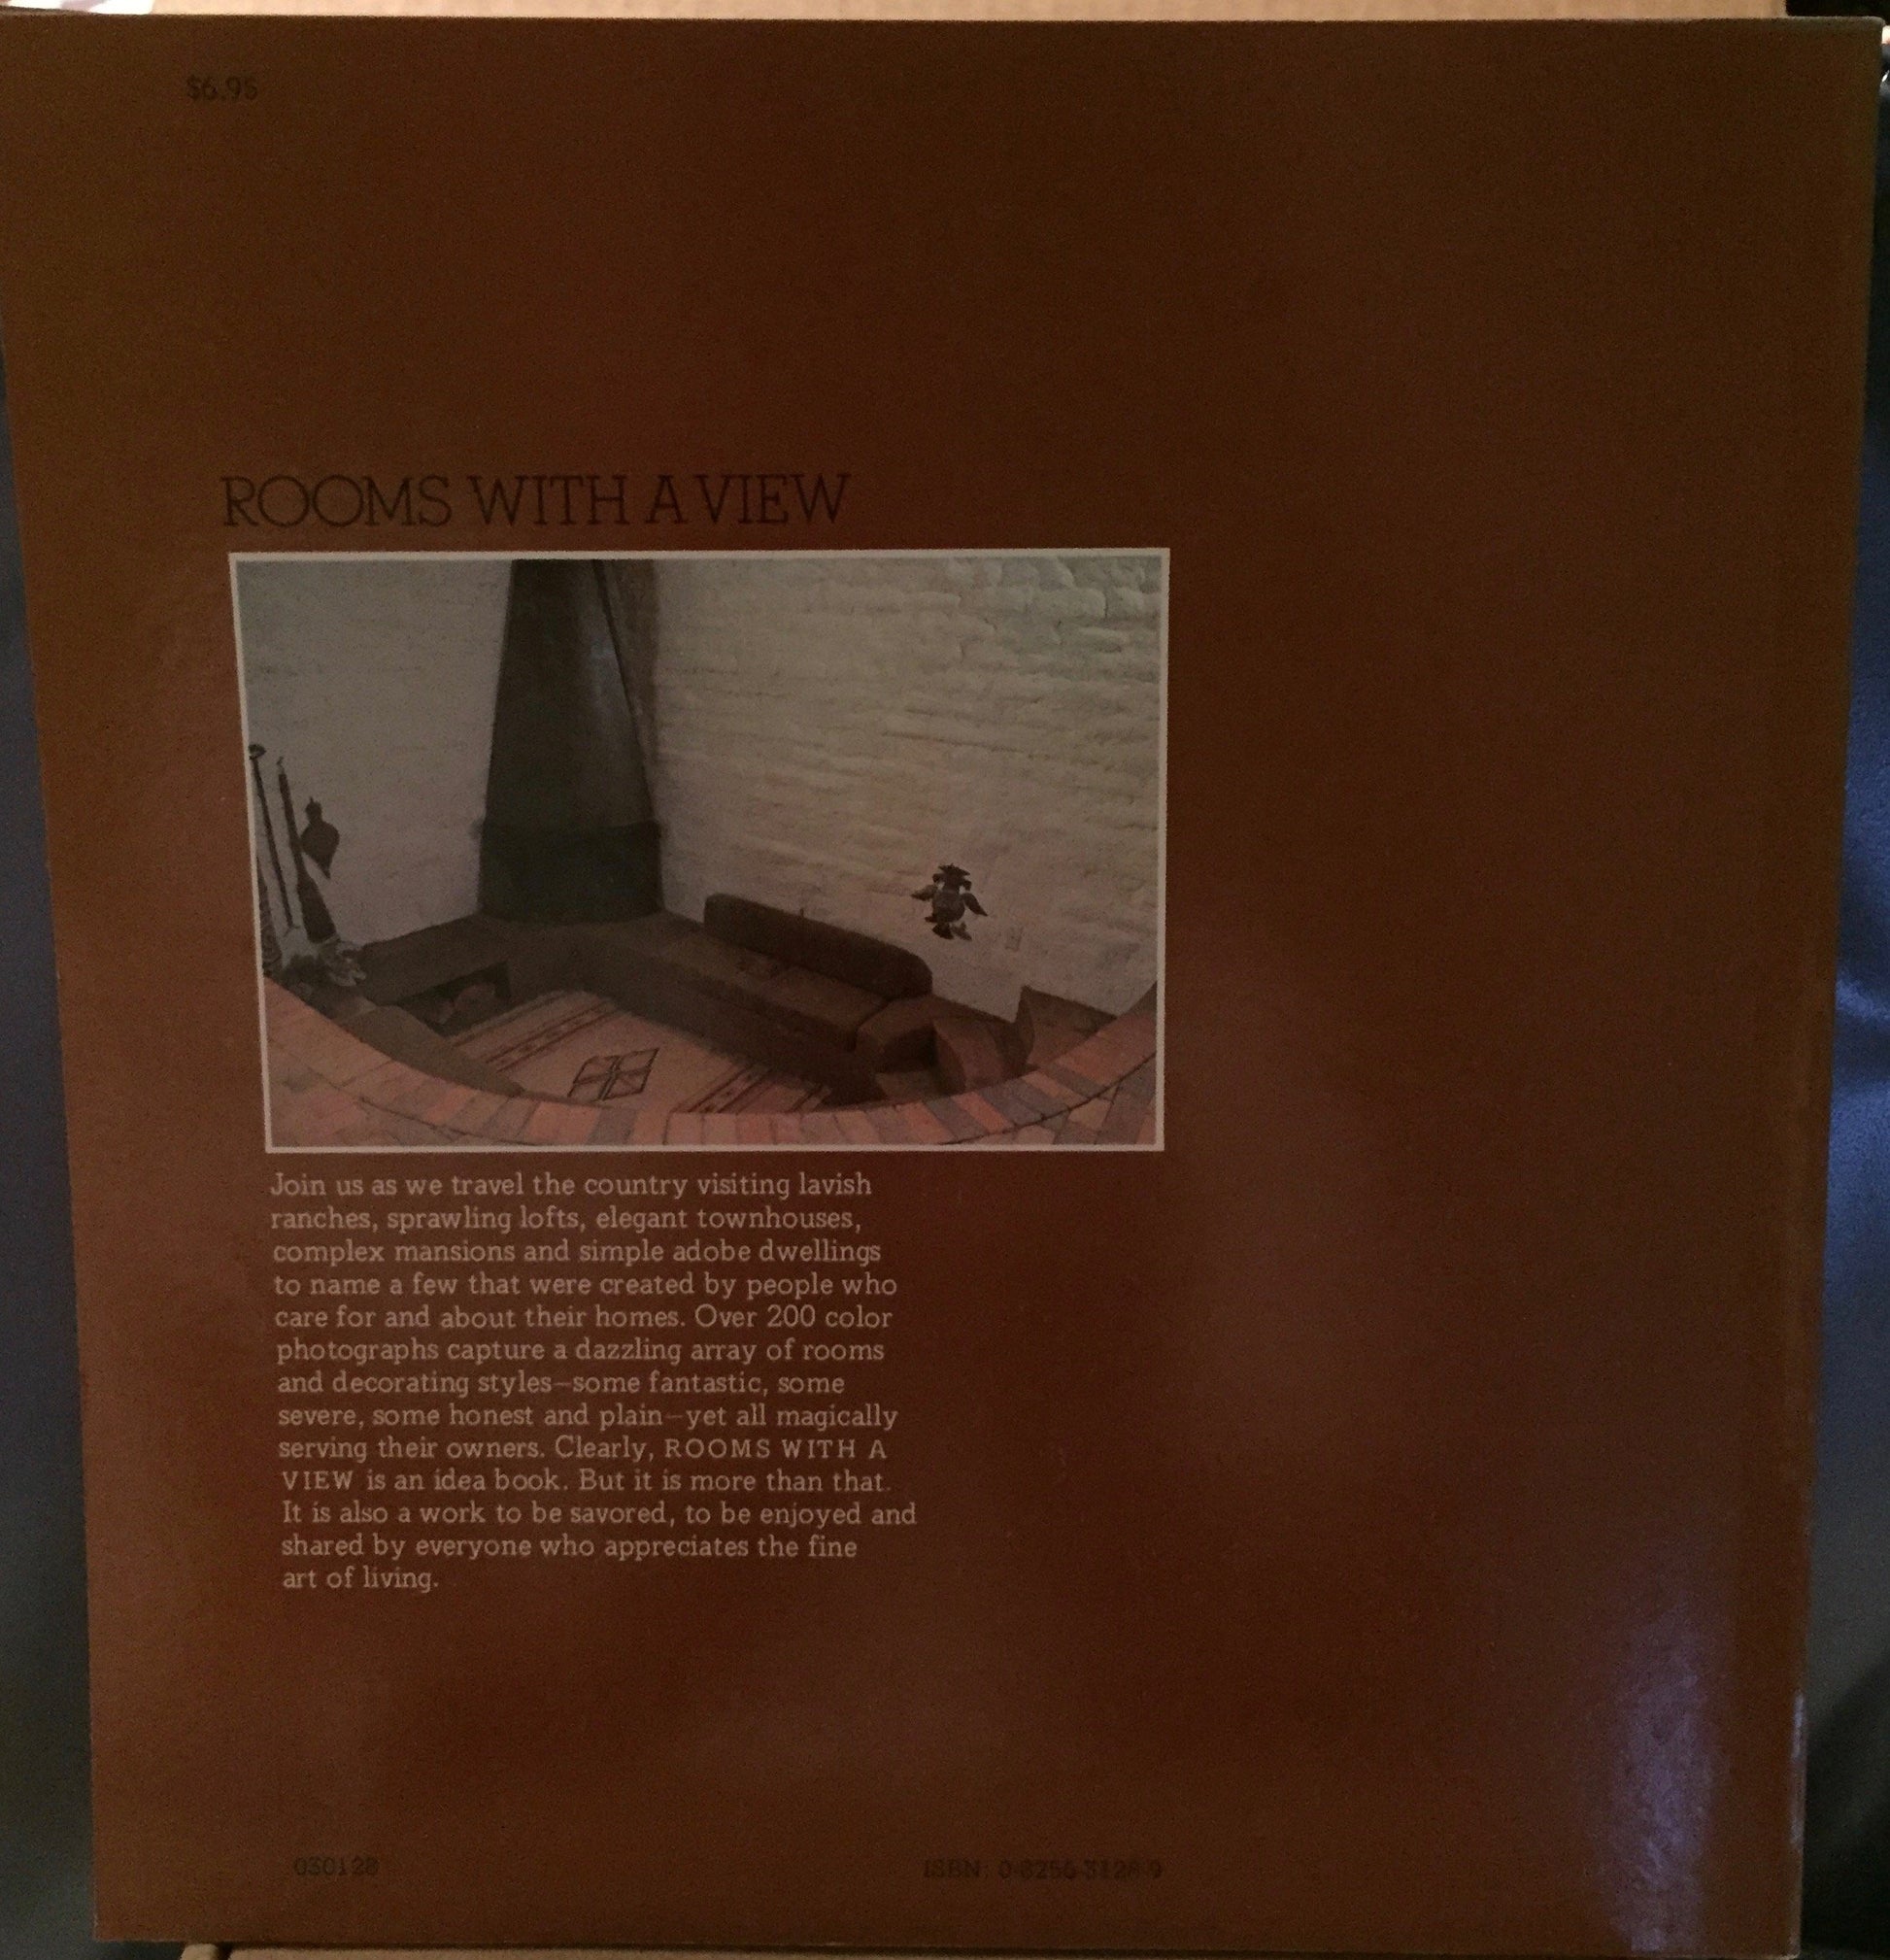 $6.95
ROOMS WITH A VIEW
Join us as we travel the country visiting lavish
ranches, sprawling lofts, elegant townhouses,
complex mansions and simple adobe dwellings
to name a few that were created by people who
care for and about their homes. Over 200 color
photographs capture a dazzling array of rooms
and decorating styles—some fantastic, some
severe, some honest and plain—yet all magically
serving their owners. Clearly, ROOMS WITH A
VIEW is an idea book. But it is more than that.
It is also a work to be savored, to be enjoyed and
shared by everyone who appreciates the fine
art of living.
030128
ISBN: 0-8256-3128-9